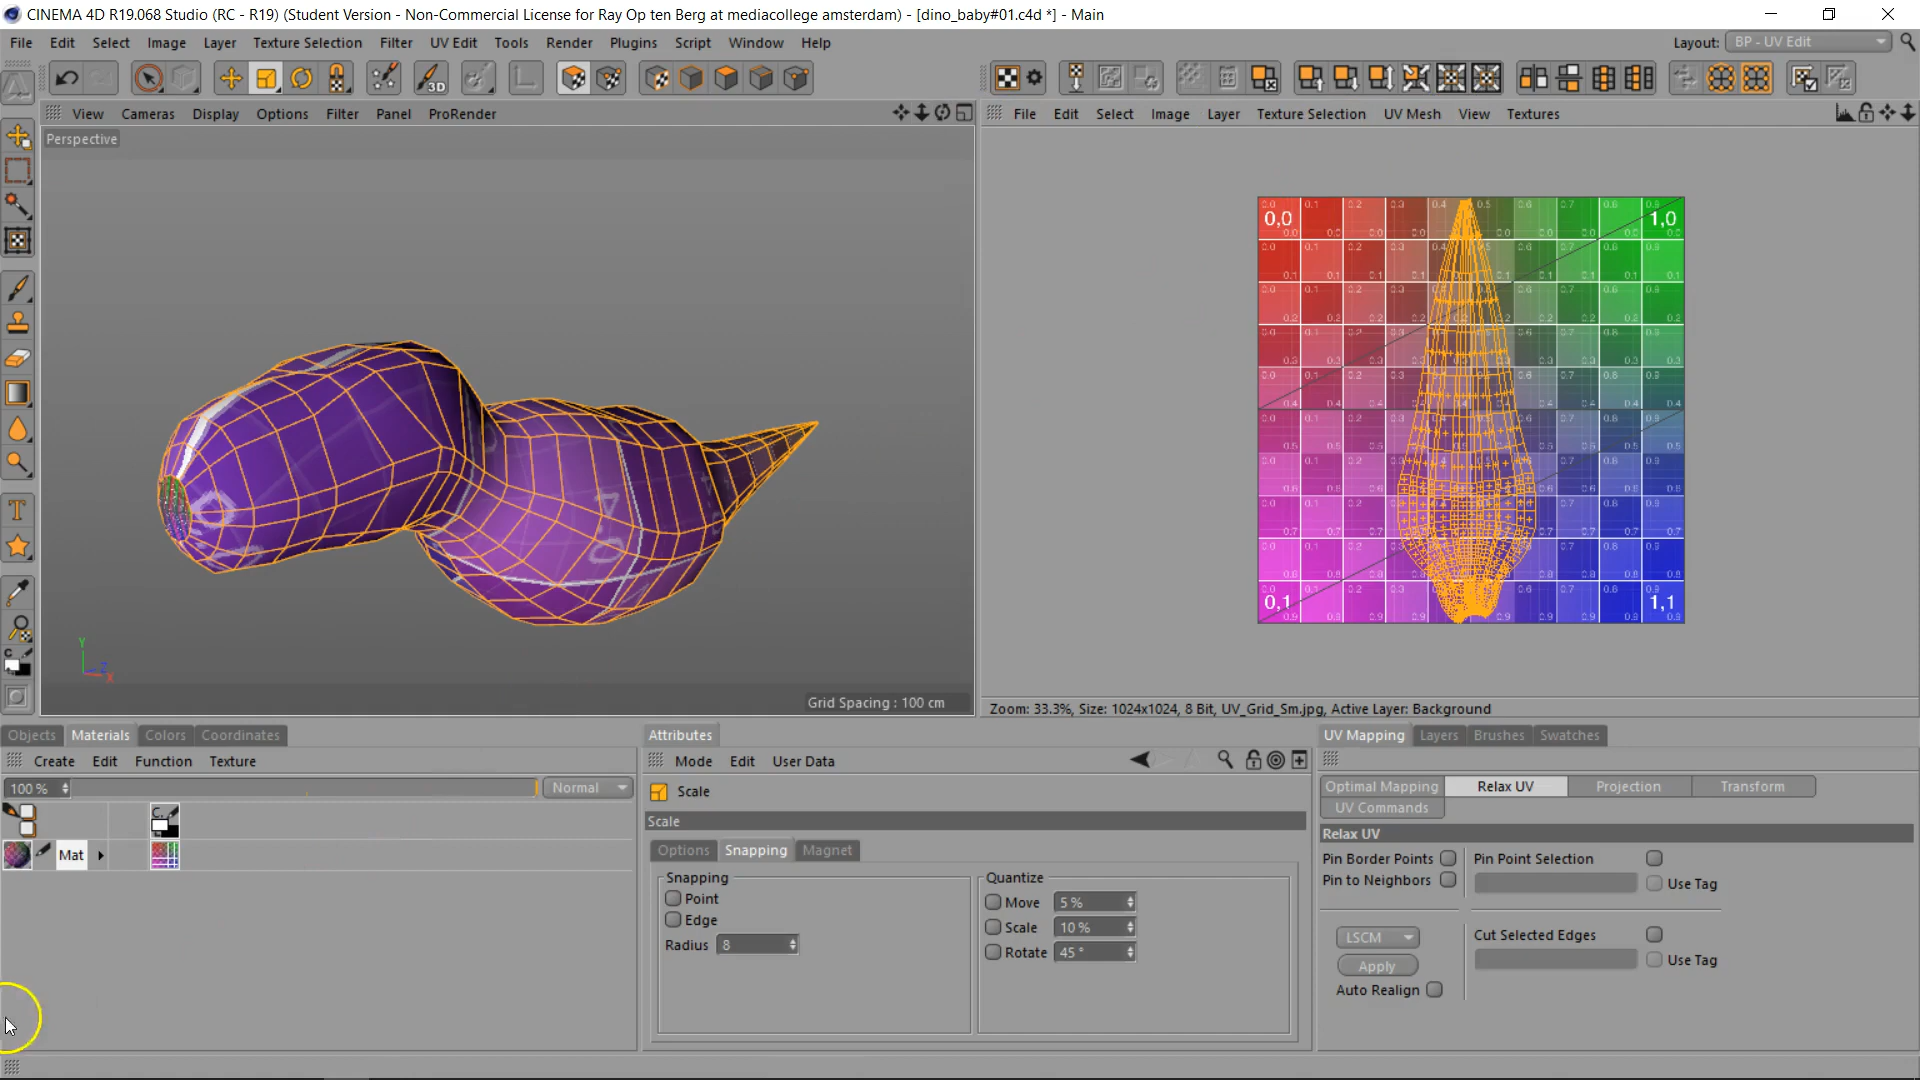 CINEMA 4D R19.068 Studio (RC - R19) (Student Version - Non-Commercial License for Ray Op ten Berg at mediacollege amsterdam) - [dino_baby#01.c4d *] - Main
File Edit Select Image Layer Texture Selection Filter UV Edit Tools Render Plugins Script Window Help
Layout: BP - UV Edit
View Cameras Display Options Filter Panel ProRender
File Edit Select Image Layer Texture Selection UV Mesh View Textures
Perspective
0,0
1,0
0,1
1,1
Y
Z
X
Grid Spacing : 100 cm
Zoom: 33.3%, Size: 1024x1024, 8 Bit, UV_Grid_Sm.jpg, Active Layer: Background
Objects Materials Colors Coordinates
Attributes
UV Mapping Layers Brushes Swatches
Create Edit Function Texture
Mode Edit User Data
100 %
Normal
Scale
Optimal Mapping Relax UV Projection Transform
UV Commands
Scale
Relax UV
Mat
Options Snapping Magnet
Pin Border Points
Pin Point Selection
Pin to Neighbors
Use Tag
Snapping
Quantize
Point
Move 5 %
Edge
Scale 10 %
Radius 8
Rotate 45 °
LSCM
Cut Selected Edges
Apply
Use Tag
Auto Realign